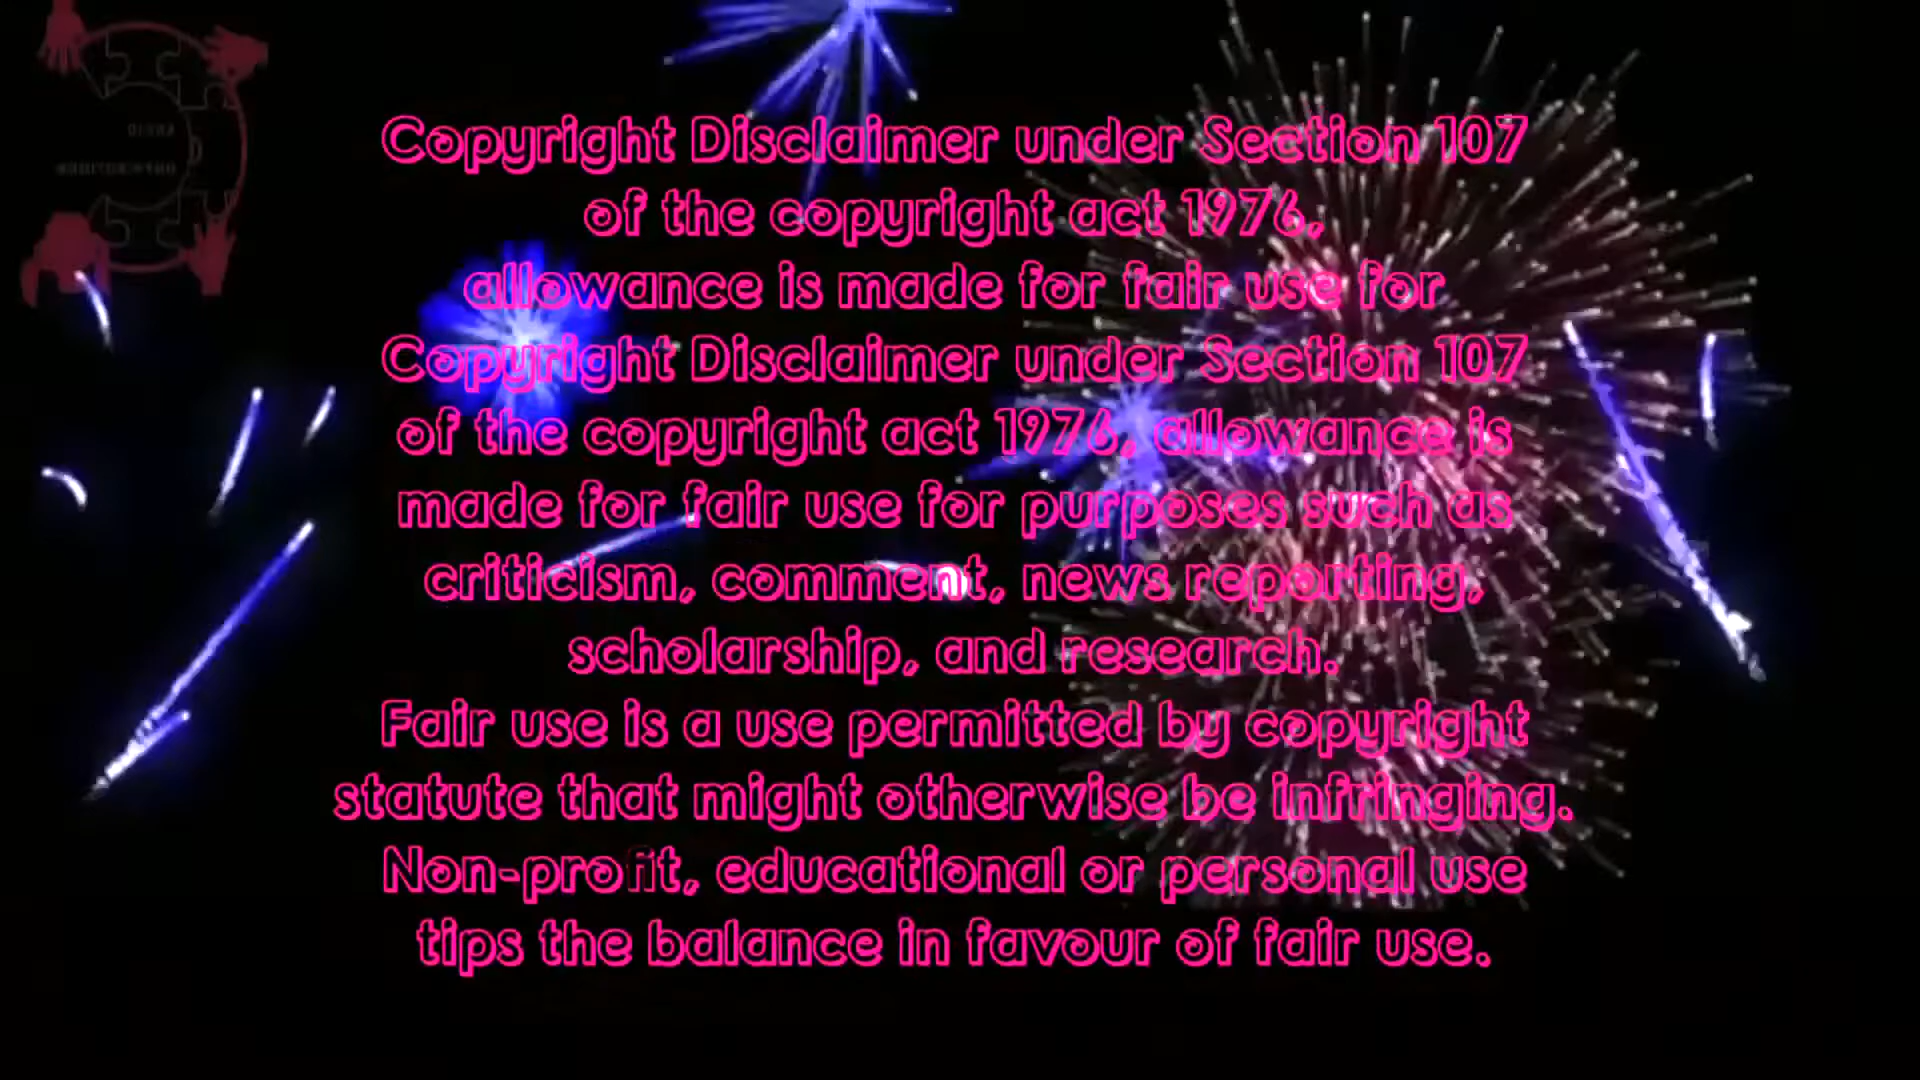 Copyright Disclaimer under Section 107
of the copyright act 1976,
allowance is made for fair use for
Copyright Disclaimer under Section 107
of the copyright act 1976, allowance is
made for fair use for purposes such as
criticism, comment, news reporting,
scholarship, and research.
Fair use is a use permitted by copyright
statute that might otherwise be infringing.
Non-profit, educational or personal use
tips the balance in favour of fair use.